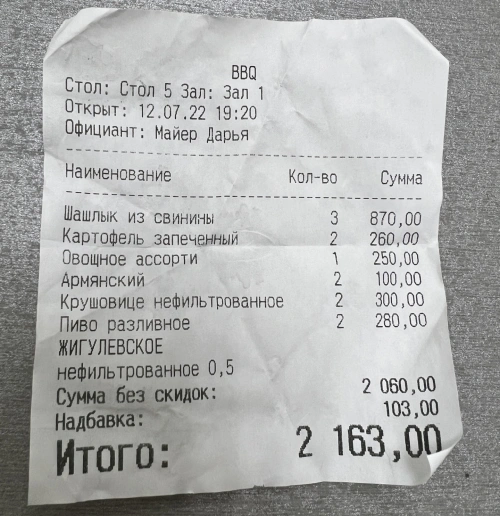 BBQ
Стол: Стол 5 Зал: Зал 1
Открыт: 12.07.22 19:20
Официант: Майер Дарья
Наименование Кол-во Сумма
Шашлык из свинины 3 870,00
Картофель запеченный 2 260,00
Овощное ассорти 1 250,00
Армянский 2 100,00
Крушовице нефильтрованное 2 300,00
Пиво разливное 2 280,00
ЖИГУЛЕВСКОЕ
нефильтрованное 0,5
Сумма без скидок: 2 060,00
Надбавка: 103,00
Итого: 2 163,00